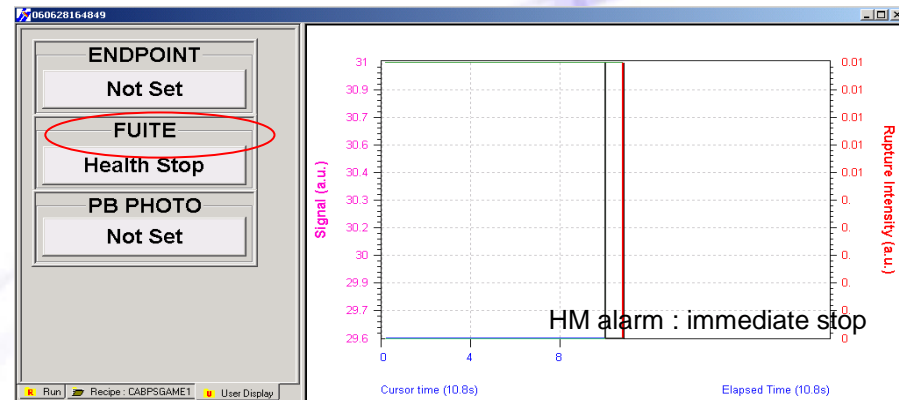 060628164849
ENDPOINT
Not Set
FUITE
Health Stop
PB PHOTO
Not Set
R Run
Recipe : CABPSGAME1
U User Display
Signal (a.u.)
31
30.9
30.7
30.6
30.4
30.3
30.2
30
29.9
29.7
29.6
0
4
8
Cursor time (10.8s)
Elapsed Time (10.8s)
0.01
0.01
0.01
0.01
0.01
0.
0.
0.
0.
0.
0
Rupture Intensity (a.u.)
HM alarm : immediate stop